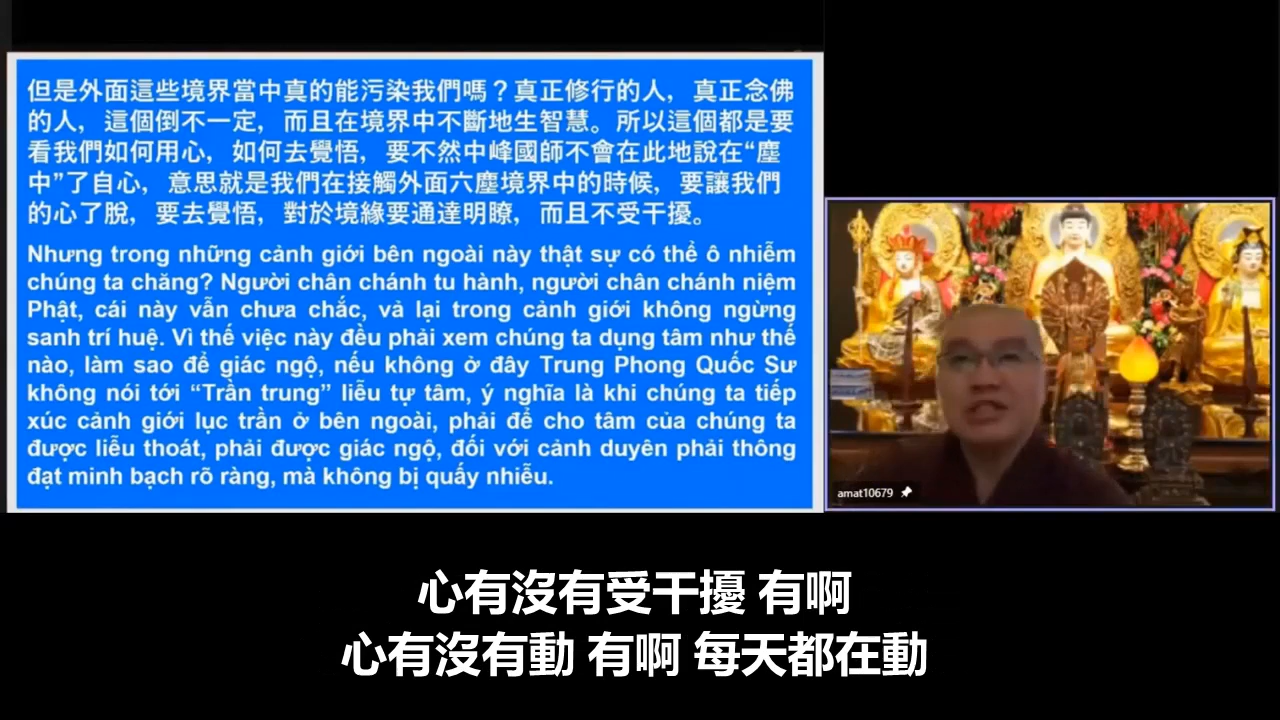 但是外面這些境界當中真的能污染我們嗎？真正修行的人，真正念佛
的人，這個倒不一定，而且在境界中不斷地生智慧。所以這個都是要
看我們如何用心，如何去覺悟，要不然中峰國師不會在此地說在“塵
中”了自心，意思就是我們在接觸外面六塵境界中的時候，要讓我們
的心了脫，要去覺悟，對於境緣要通達明瞭，而且不受干擾。
Nhưng trong những cảnh giới bên ngoài này thật sự có thể ô nhiễm
chúng ta chăng? Người chân chánh tu hành, người chân chánh niệm
Phật, cái này vẫn chưa chắc, vả lại trong cảnh giới không ngừng
sanh trí huệ. Vì thế việc này đều phải xem chúng ta dụng tâm như thế
nào, làm sao để giác ngộ, nếu không ở đây Trung Phong Quốc Sư
không nói tới “Trần trung” liễu tự tâm, ý nghĩa là khi chúng ta tiếp
xúc cảnh giới lục trần ở bên ngoài, phải để cho tâm của chúng ta
được liễu thoát, phải được giác ngộ, đối với cảnh duyên phải thông
đạt minh bạch rõ ràng, mà không bị quấy nhiễu.
amat10679
心有沒有受干擾 有啊
心有沒有動 有啊 每天都在動